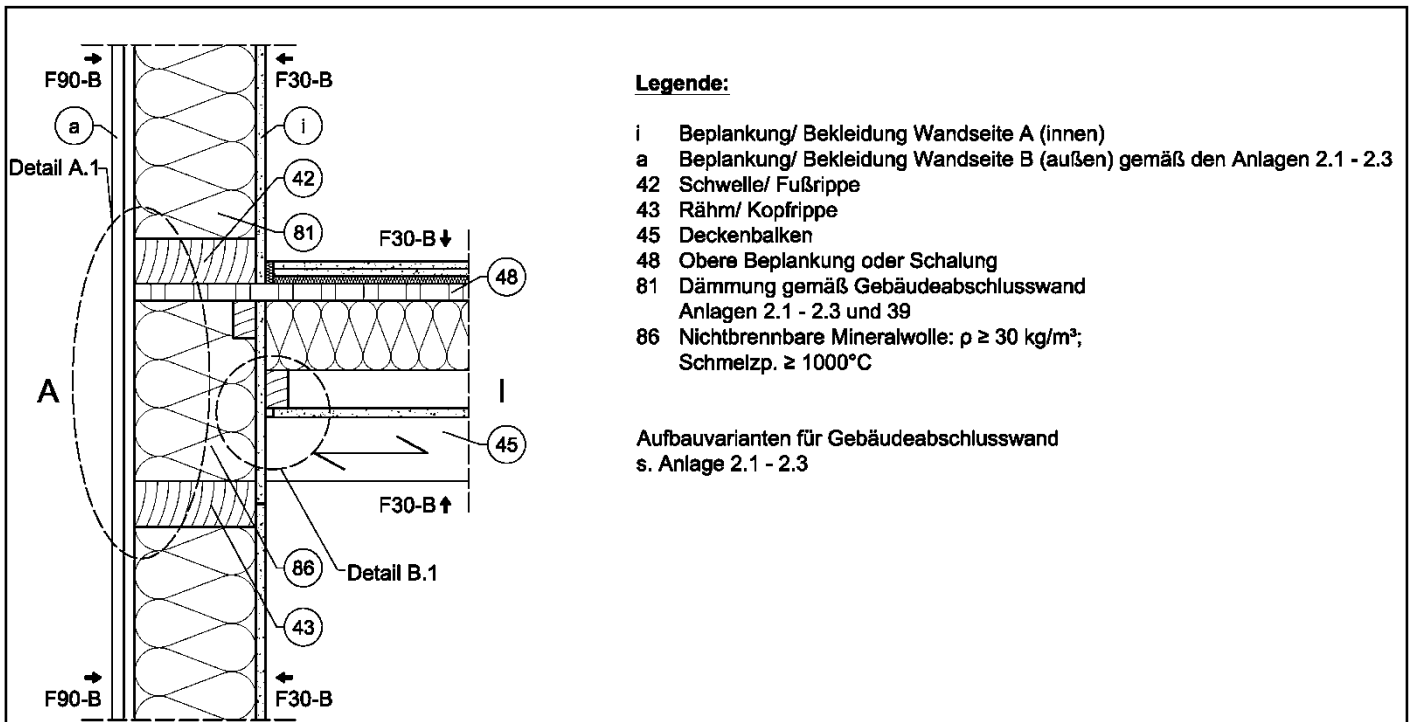 F90-B
F30-B
a
i
Detail A.1
42
81
F30-B
48
A
I
45
F30-B
86
Detail B.1
43
F90-B
F30-B
Legende:
i Beplankung/ Bekleidung Wandseite A (innen)
a Beplankung/ Bekleidung Wandseite B (außen) gemäß den Anlagen 2.1 - 2.3
42 Schwelle/ Fußrippe
43 Rähm/ Kopfrippe
45 Deckenbalken
48 Obere Beplankung oder Schalung
81 Dämmung gemäß Gebäudeabschlusswand
Anlagen 2.1 - 2.3 und 39
86 Nichtbrennbare Mineralwolle: ρ ≥ 30 kg/m³;
Schmelzp. ≥ 1000°C
Aufbauvarianten für Gebäudeabschlusswand
s. Anlage 2.1 - 2.3